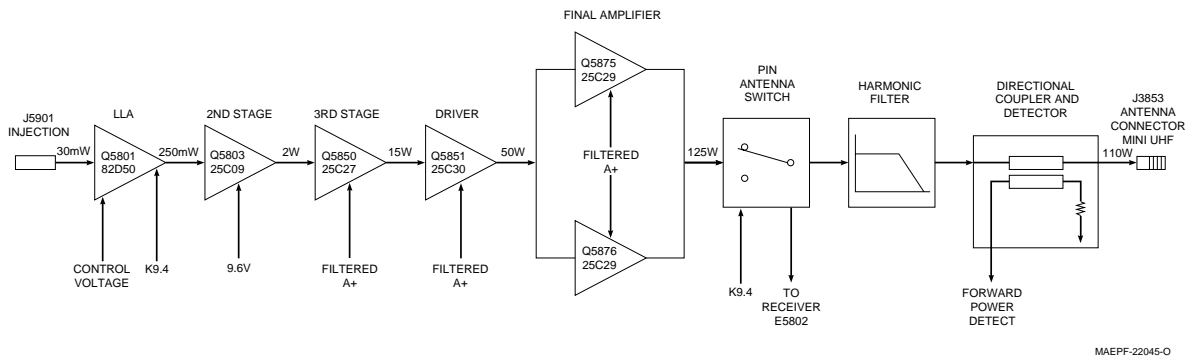 FINAL AMPLIFIER
J5901
INJECTION
30mW
LLA
Q5801
82D50
CONTROL
VOLTAGE
K9.4
250mW
2ND STAGE
Q5803
25C09
9.6V
2W
3RD STAGE
Q5850
25C27
FILTERED
A+
15W
DRIVER
Q5851
25C30
FILTERED
A+
50W
Q5875
25C29
FILTERED
A+
Q5876
25C29
125W
PIN
ANTENNA
SWITCH
K9.4
TO
RECEIVER
E5802
HARMONIC
FILTER
DIRECTIONAL
COUPLER AND
DETECTOR
FORWARD
POWER
DETECT
110W
J3853
ANTENNA
CONNECTOR
MINI UHF
MAEPF-22045-O